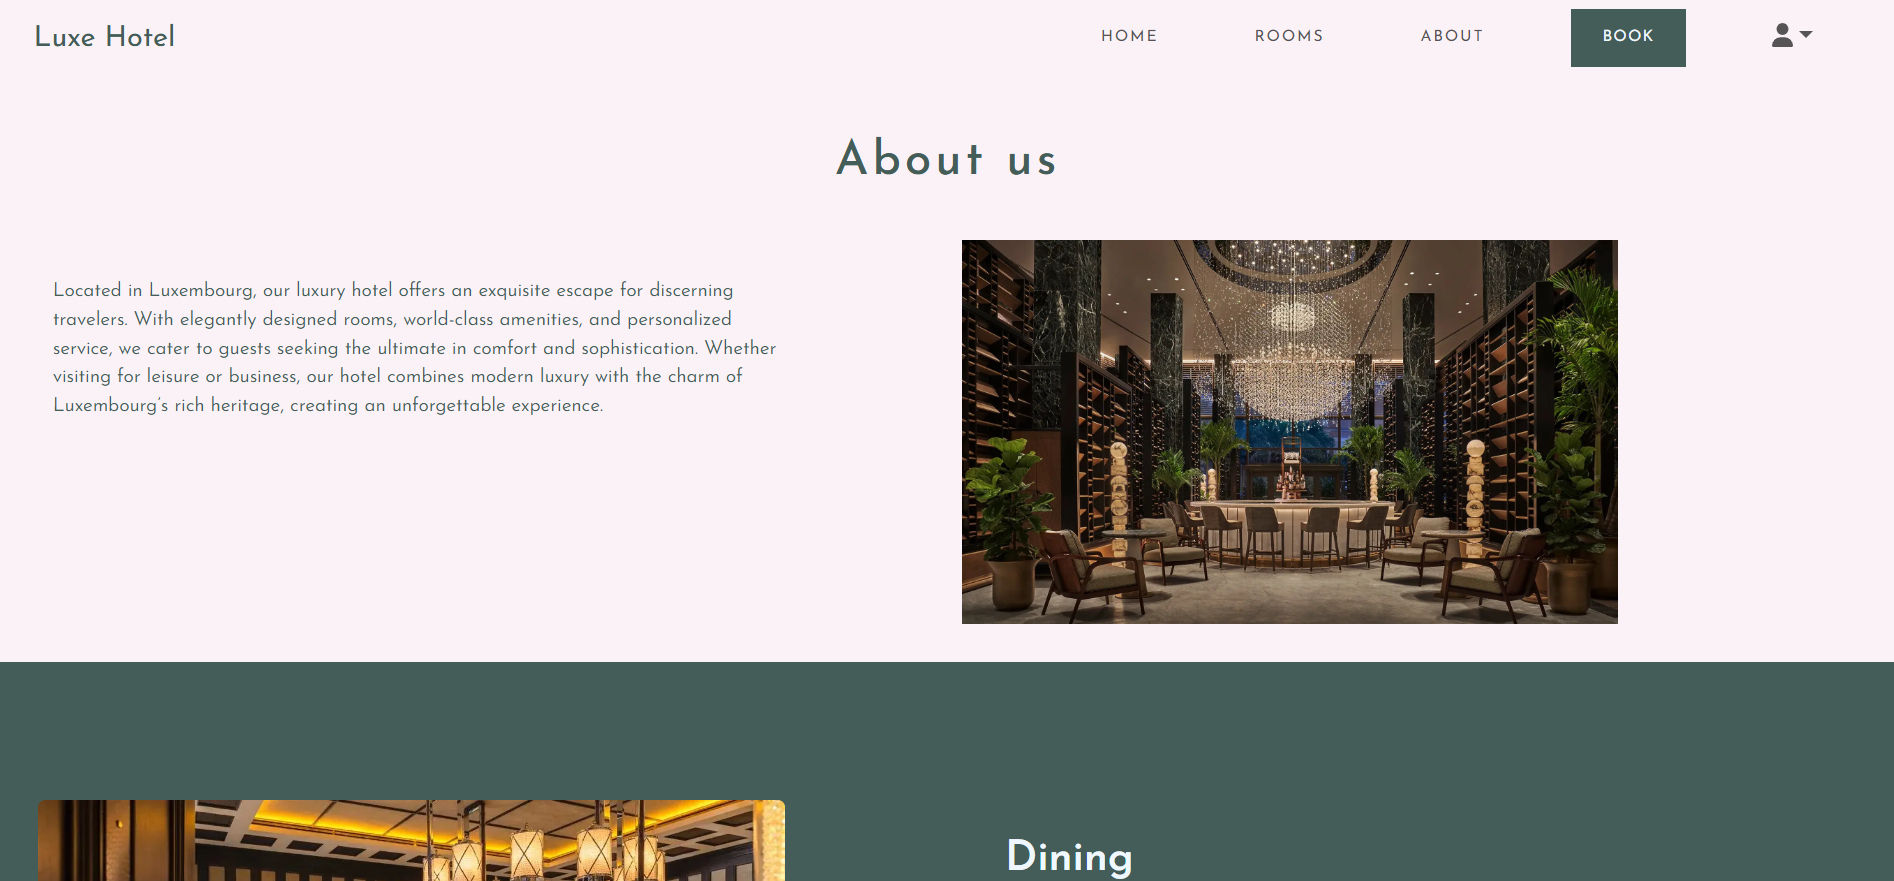 Luxe Hotel
HOME
ROOMS
ABOUT
BOOK
About us
Located in Luxembourg, our luxury hotel offers an exquisite escape for discerning
travelers. With elegantly designed rooms, world-class amenities, and personalized
service, we cater to guests seeking the ultimate in comfort and sophistication. Whether
visiting for leisure or business, our hotel combines modern luxury with the charm of
Luxembourg's rich heritage, creating an unforgettable experience.
Dining